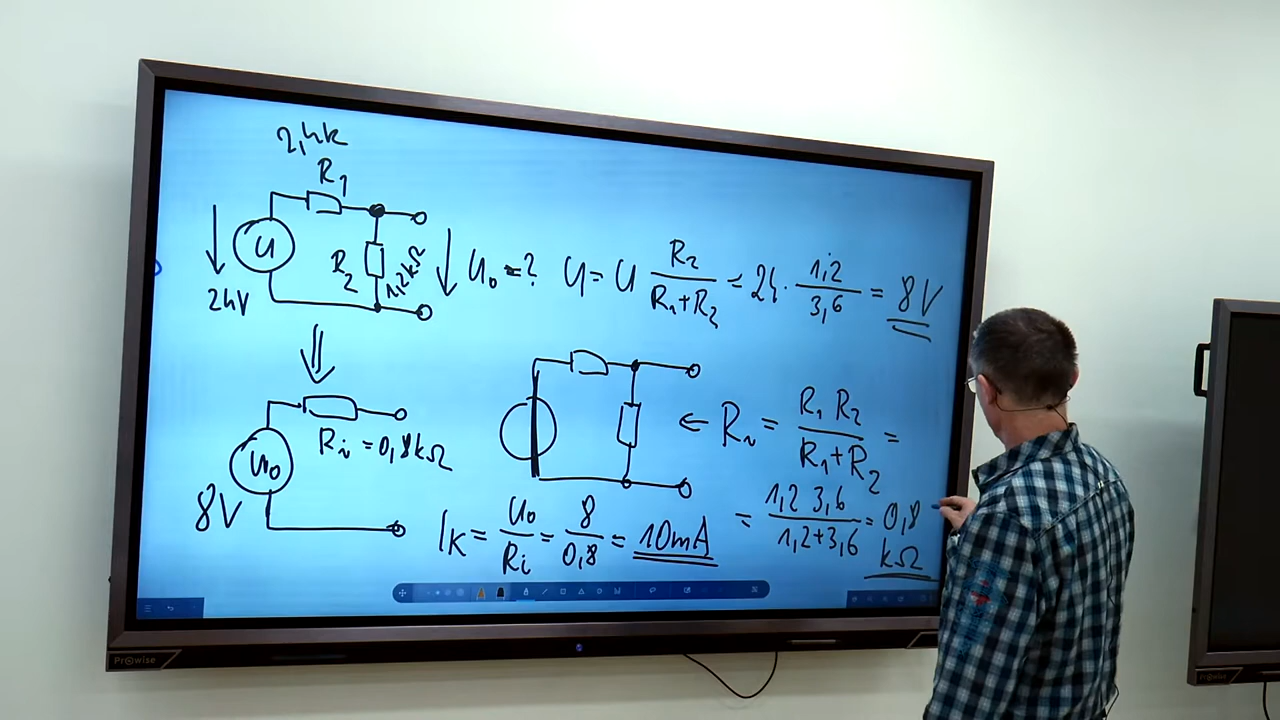 2,4k
R1
U
R2
1,2kΩ
24V
U0 = ? U = U R2 / R1+R2 = 24 · 1,2 / 3,6 = 8V
Ri = R1 R2 / R1+R2 =
= 1,2 3,6 / 1,2+3,6 = 0,8 kΩ
Ri = 0,8kΩ
U0
8V
IK = U0 / Ri = 8 / 0,8 = 10mA
Prowise
Prowise